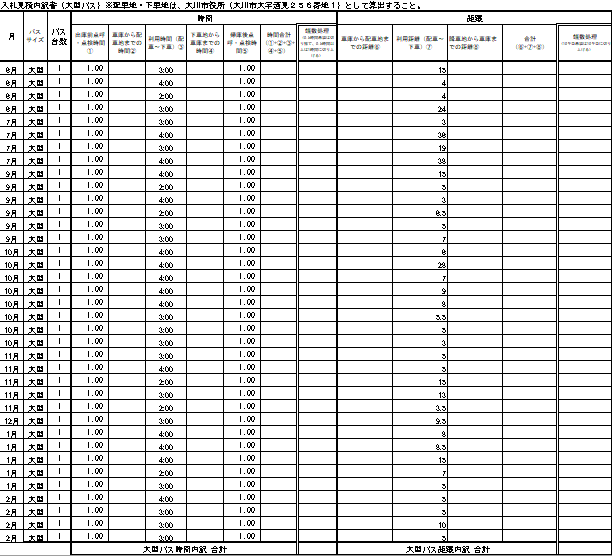 入札見積内訳書（大型バス）※配車地・下車地は、大川市役所（大川市大字酒見２５６番地１）として算出すること。
時間 距離
月 バスサイズ バス台数 出庫前点呼・点検時間① 車庫から配車地までの時間② 利用時間（配車～下車）③ 下車地から車庫までの時間④ 帰庫後点呼・点検時間⑤ 時間合計（①+②+③+④+⑤） 端数処理 車庫から配車地までの距離⑥ 利用距離（配車～下車）⑦ 降車地から車庫までの距離⑧ 合計（⑥+⑦+⑧） 端数処理
6月 大型 1 1.00 3:00 1.00 15
8月 大型 1 1.00 4:00 1.00 4
8月 大型 1 1.00 2:00 1.00 4
8月 大型 1 1.00 3:00 1.00 24
7月 大型 1 1.00 3:00 1.00 3
7月 大型 1 1.00 4:00 1.00 38
7月 大型 1 1.00 3:00 1.00 19
7月 大型 1 1.00 4:00 1.00 38
9月 大型 1 1.00 4:00 1.00 15
9月 大型 1 1.00 2:00 1.00 5
9月 大型 1 1.00 4:00 1.00 3
9月 大型 1 1.00 2:00 1.00 8.5
9月 大型 1 1.00 3:00 1.00 5
9月 大型 1 1.00 3:00 1.00 7
10月 大型 1 1.00 4:00 1.00 8
10月 大型 1 1.00 4:00 1.00 28
10月 大型 1 1.00 2:00 1.00 7
10月 大型 1 1.00 4:00 1.00 9
10月 大型 1 1.00 4:00 1.00 8
10月 大型 1 1.00 3:00 1.00 5.5
10月 大型 1 1.00 3:00 1.00 5
10月 大型 1 1.00 3:00 1.00 3
11月 大型 1 1.00 3:00 1.00 5
11月 大型 1 1.00 4:00 1.00 5
11月 大型 1 1.00 2:00 1.00 15
11月 大型 1 1.00 3:00 1.00 13
11月 大型 1 1.00 2:00 1.00 3.5
12月 大型 1 1.00 3:00 1.00 9.5
1月 大型 1 1.00 4:00 1.00 8
1月 大型 1 1.00 4:00 1.00 8.5
1月 大型 1 1.00 4:00 1.00 15
1月 大型 1 1.00 2:00 1.00 7
1月 大型 1 1.00 3:00 1.00 5
2月 大型 1 1.00 4:00 1.00 5
2月 大型 1 1.00 3:00 1.00 5
2月 大型 1 1.00 3:00 1.00 10
2月 大型 1 1.00 3:00 1.00 5
大型バス時間内訳 合計 大型バス距離内訳 合計